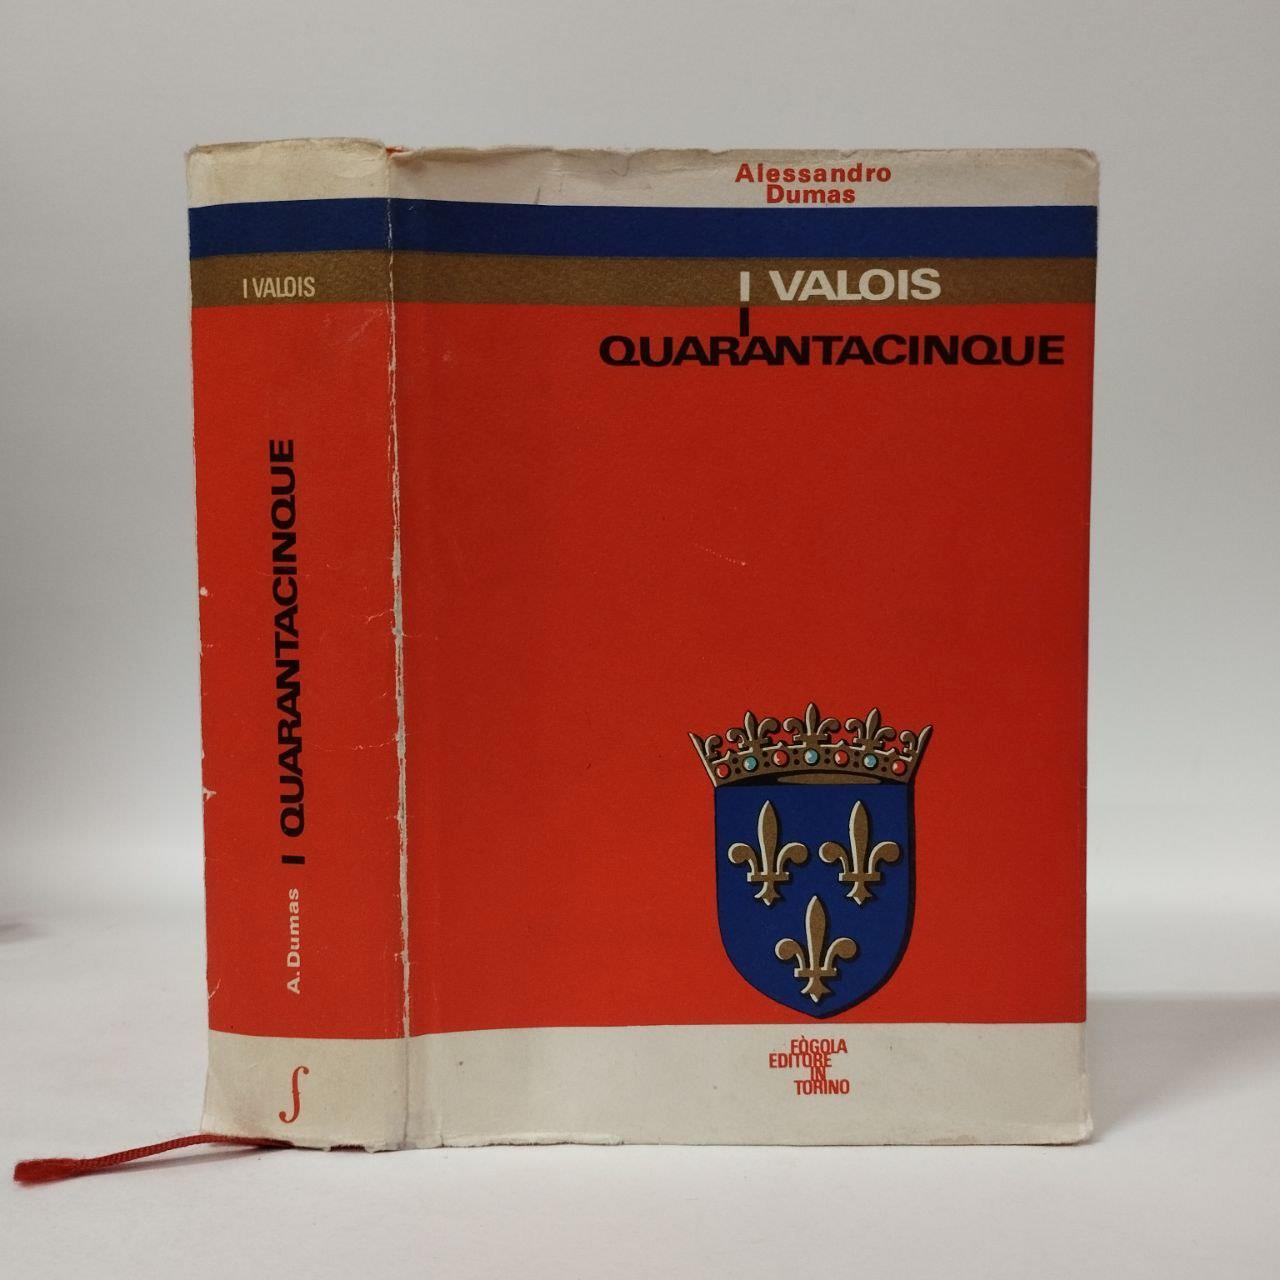 I VALOIS
I QUARANTACINQUE
A. Dumas
f
Alessandro
Dumas
I VALOIS
I
QUARANTACINQUE
FÒGOLA
EDITORE
IN
TORINO